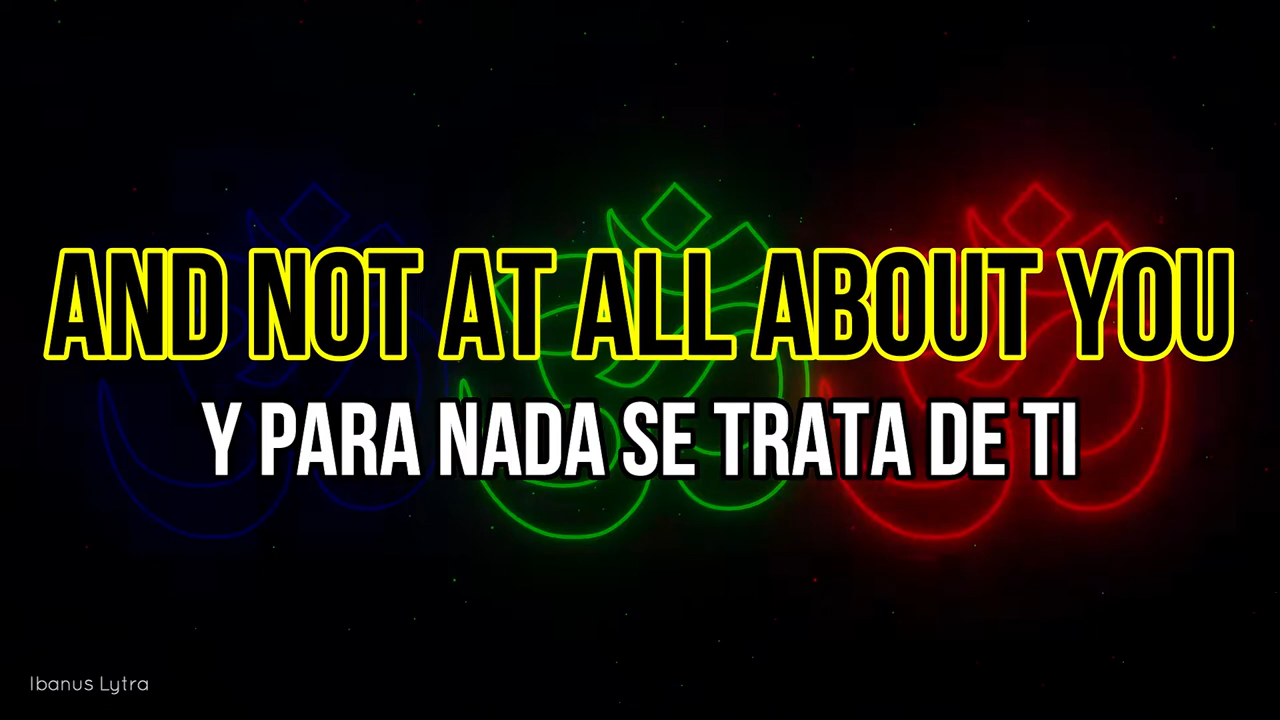 AND NOT AT ALL ABOUT YOU
Y PARA NADA SE TRATA DE TI
Ibanus Lytra